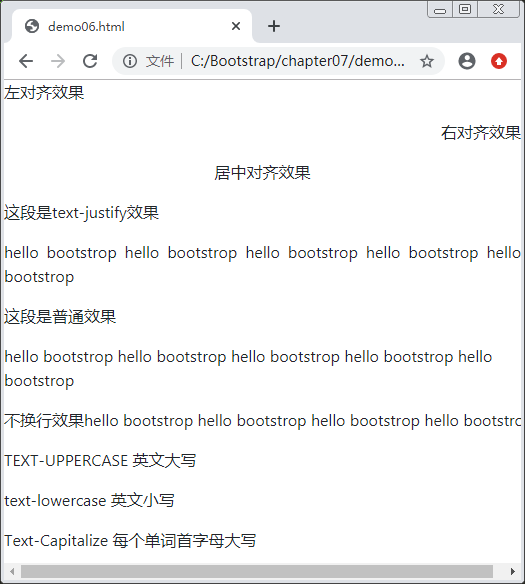 demo06.html
文件 | C:/Bootstrap/chapter07/demo...
左对齐效果
右对齐效果
居中对齐效果
这段是text-justify效果
hello bootstrop hello bootstrop hello bootstrop hello bootstrop hello
bootstrop
这段是普通效果
hello bootstrop hello bootstrop hello bootstrop hello bootstrop hello
bootstrop
不换行效果hello bootstrop hello bootstrop hello bootstrop hello bootstro
TEXT-UPPERCASE 英文大写
text-lowercase 英文小写
Text-Capitalize 每个单词首字母大写